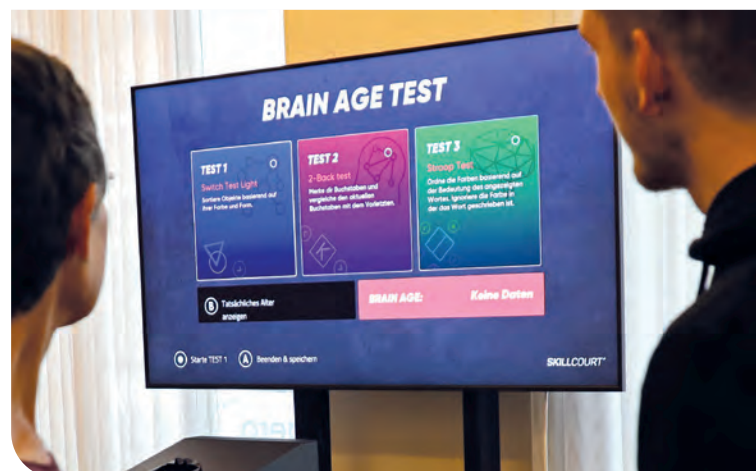 BRAIN AGE TEST
TEST 1
Switch Test Light
Sortiere Objekte basierend auf
ihrer Farbe und Form.
TEST 2
2-Back test
Merke dir Buchstaben und
vergleiche den aktuellen
Buchstaben mit dem Vorletzten.
K
TEST 3
Stroop Test
Ordne die Farben basierend auf
der Bedeutung des angezeigten
Wortes. Ignoriere die Farbe in
der das Wort geschrieben ist.
B Tatsächliches Alter
anzeigen
BRAIN AGE: Keine Daten
Starte TEST 1 A Beenden & speichern
SKILLCOURT